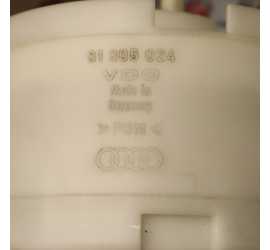 VDO
Made in
Germany
> POM <